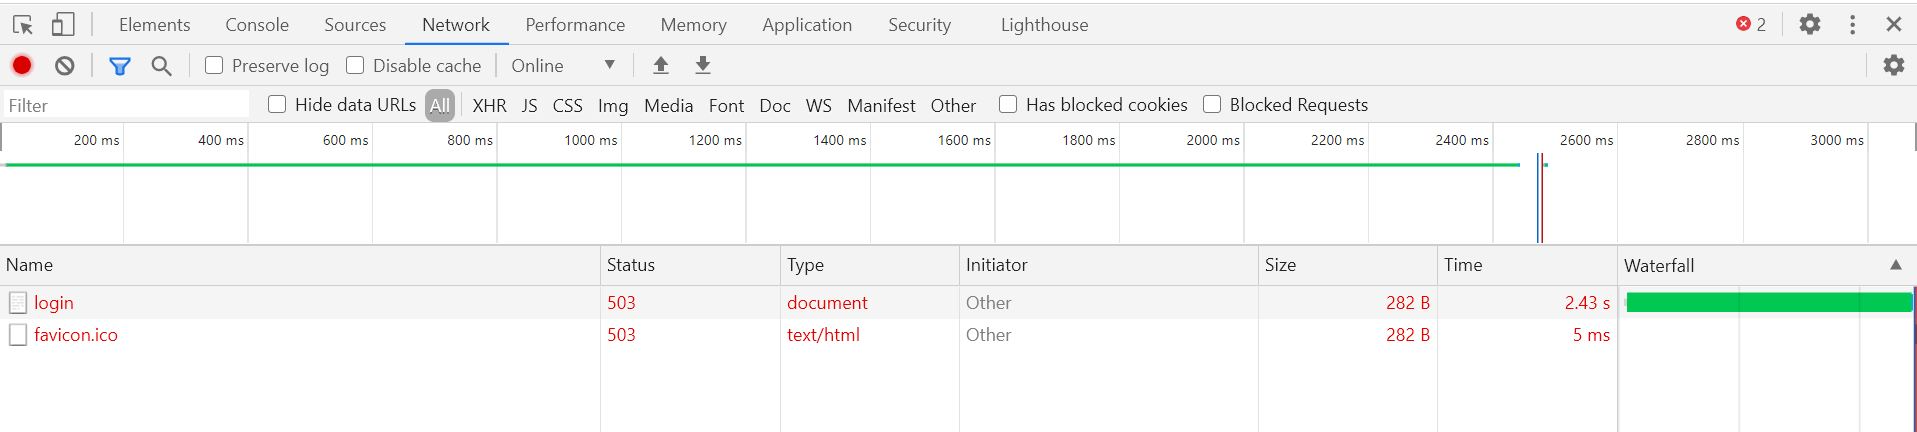 Elements Console Sources Network Performance Memory Application Security Lighthouse 2
Preserve log Disable cache Online
Filter Hide data URLs All XHR JS CSS Img Media Font Doc WS Manifest Other Has blocked cookies Blocked Requests
200 ms 400 ms 600 ms 800 ms 1000 ms 1200 ms 1400 ms 1600 ms 1800 ms 2000 ms 2200 ms 2400 ms 2600 ms 2800 ms 3000 ms
Name Status Type Initiator Size Time Waterfall
login 503 document Other 282 B 2.43 s
favicon.ico 503 text/html Other 282 B 5 ms